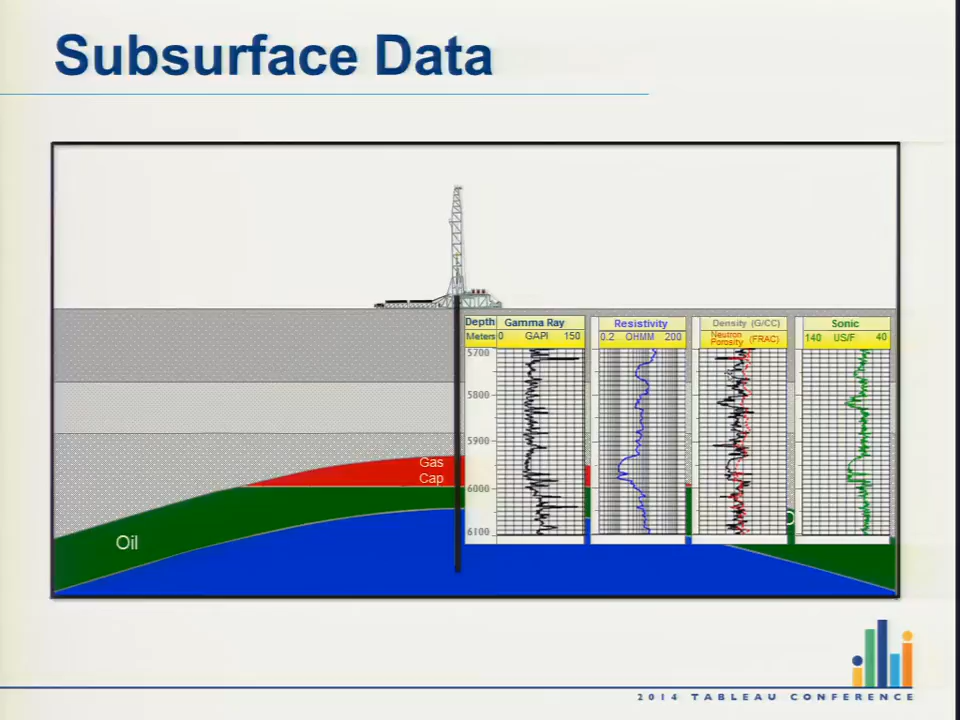 Subsurface Data
Depth Gamma Ray Resistivity Density (G/CC) Sonic
Meters 0 GAPI 150 0.2 OHMM 200 Neutron Porosity (FRAC) 140 US/F 40
5700
5800
5900
Gas
Cap
6000
6100
Oil
2014 TABLEAU CONFERENCE